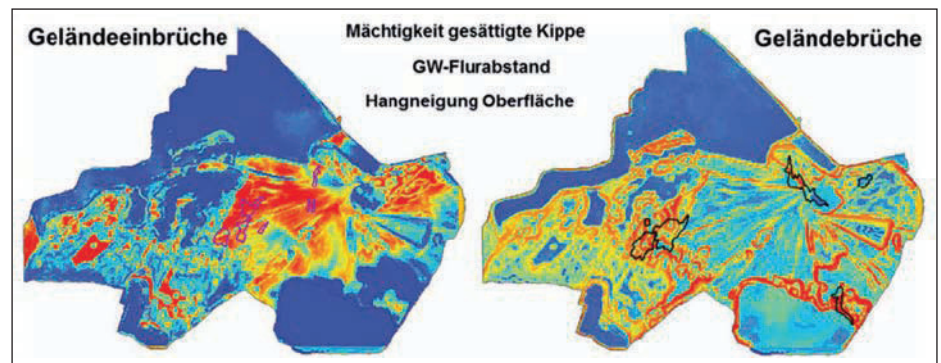 Geländeeinbrüche
Mächtigkeit gesättigte Kippe
GW-Flurabstand
Hangneigung Oberfläche
Geländebrüche